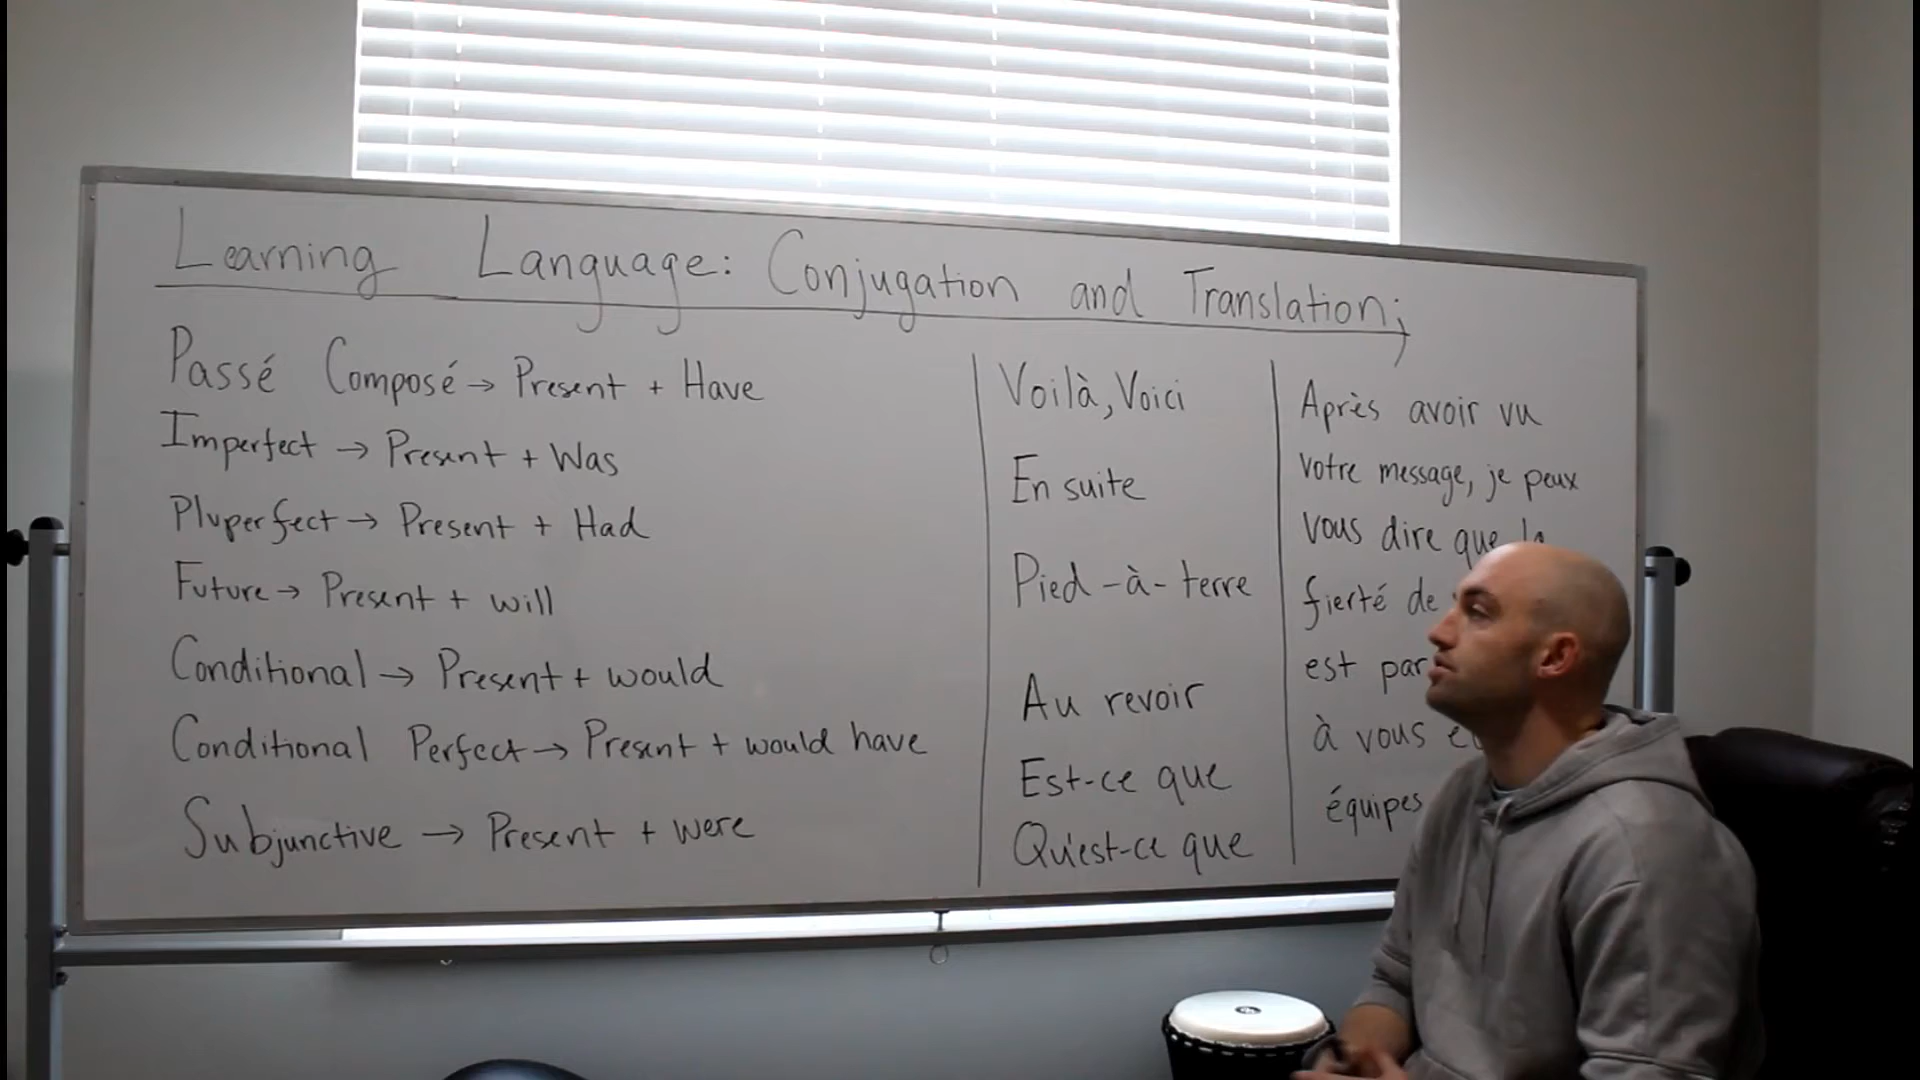 Learning Language: Conjugation and Translation;
Passé Composé → Present + Have
Imperfect → Present + Was
Pluperfect → Present + Had
Future → Present + will
Conditional → Present + would
Conditional Perfect → Present + would have
Subjunctive → Present + were
Voilà, Voici
En suite
Pied-à-terre
Au revoir
Est-ce que
Qu'est-ce que
Après avoir vu
votre message, je peux
vous dire que
fierté de
est par
à vous
équipes